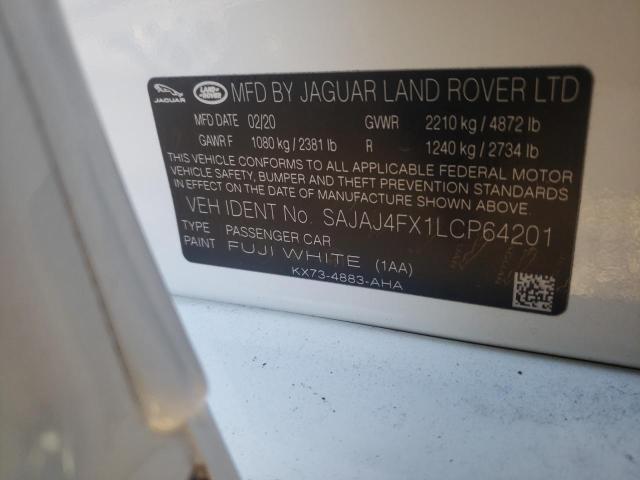 JAGUAR LAND ROVER MFD BY JAGUAR LAND ROVER LTD
MFD DATE 02/20 GVWR 2210 kg / 4872 lb
GAWR F 1080 kg / 2381 lb R 1240 kg / 2734 lb
THIS VEHICLE CONFORMS TO ALL APPLICABLE FEDERAL MOTOR
VEHICLE SAFETY, BUMPER AND THEFT PREVENTION STANDARDS
IN EFFECT ON THE DATE OF MANUFACTURE SHOWN ABOVE.
VEH IDENT No. SAJAJ4FX1LCP64201
TYPE PASSENGER CAR
PAINT FUJI WHITE (1AA)
KX73-4883-AHA